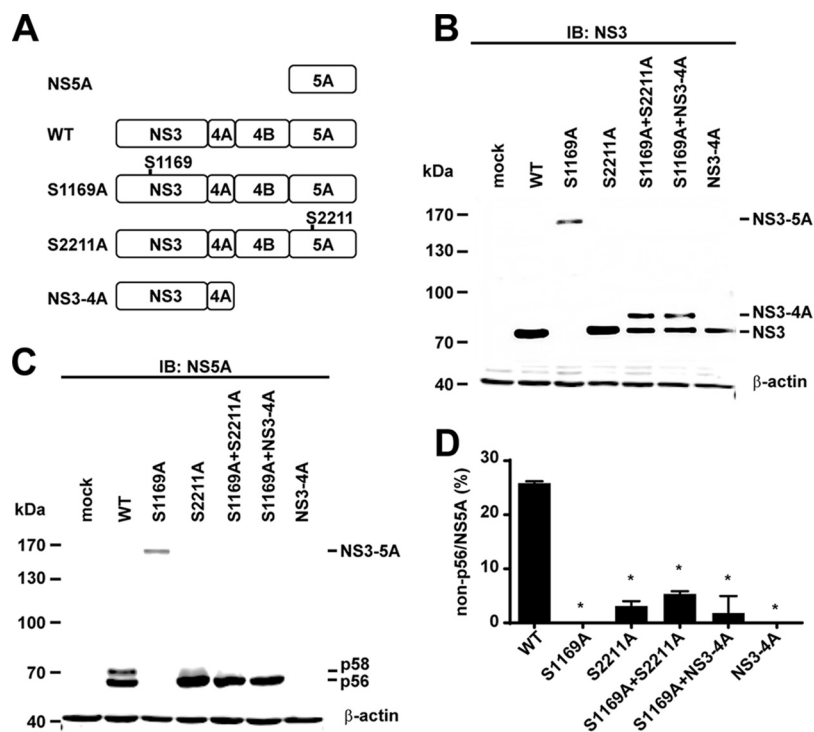 A
NS5A 5A
WT NS3 4A 4B 5A
S1169
S1169A NS3 4A 4B 5A
S2211
S2211A NS3 4A 4B 5A
NS3-4A NS3 4A
B
IB: NS3
kDa mock WT S1169A S2211A S1169A+S2211A S1169A+NS3-4A NS3-4A
170 NS3-5A
130
100
NS3-4A
70 NS3
40 β-actin
C
IB: NS5A
kDa mock WT S1169A S2211A S1169A+S2211A S1169A+NS3-4A NS3-4A
170 NS3-5A
130
100
70 p58
p56
40 β-actin
D
non-p56/NS5A (%)
30
20
10
0
* * * * *
WT S1169A S2211A S1169A+S2211A S1169A+NS3-4A NS3-4A